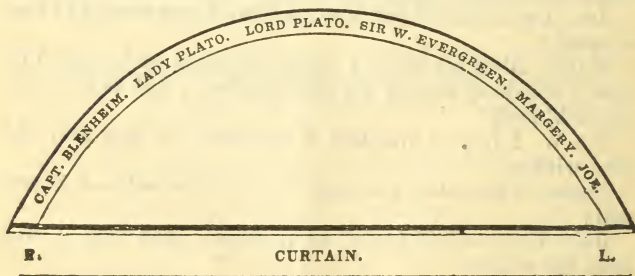 CAPT. BLENHEIM. LADY PLATO. LORD PLATO. SIR W. EVERGREEN. MARGERY. JOE.
R. CURTAIN. L.